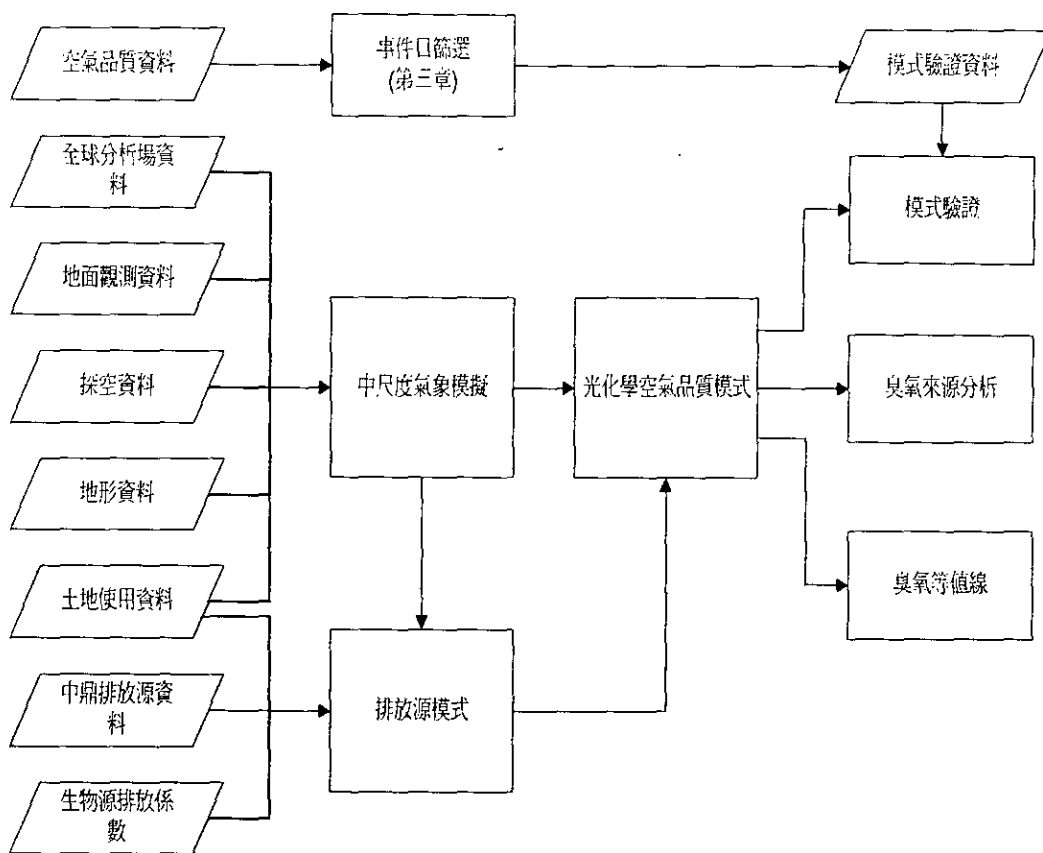 空氣品質資料
事件日篩選
(第三章)
模式驗證資料
全球分析場資
料
模式驗證
地面觀測資料
探空資料
中尺度氣象模擬
光化學空氣品質模式
臭氧來源分析
地形資料
土地使用資料
臭氧等值線
中鼎排放源資
料
排放源模式
生物源排放係
數